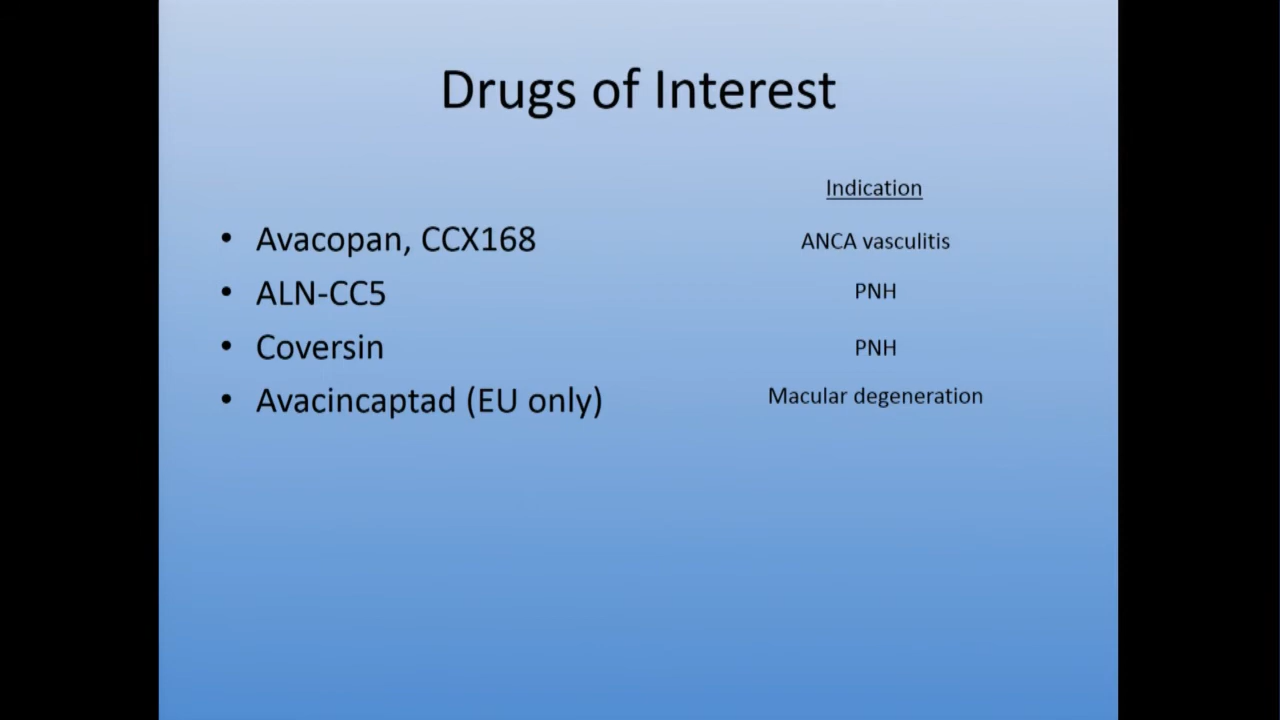 Drugs of Interest
Indication
• Avacopan, CCX168 ANCA vasculitis
• ALN-CC5 PNH
• Coversin PNH
• Avacincaptad (EU only) Macular degeneration